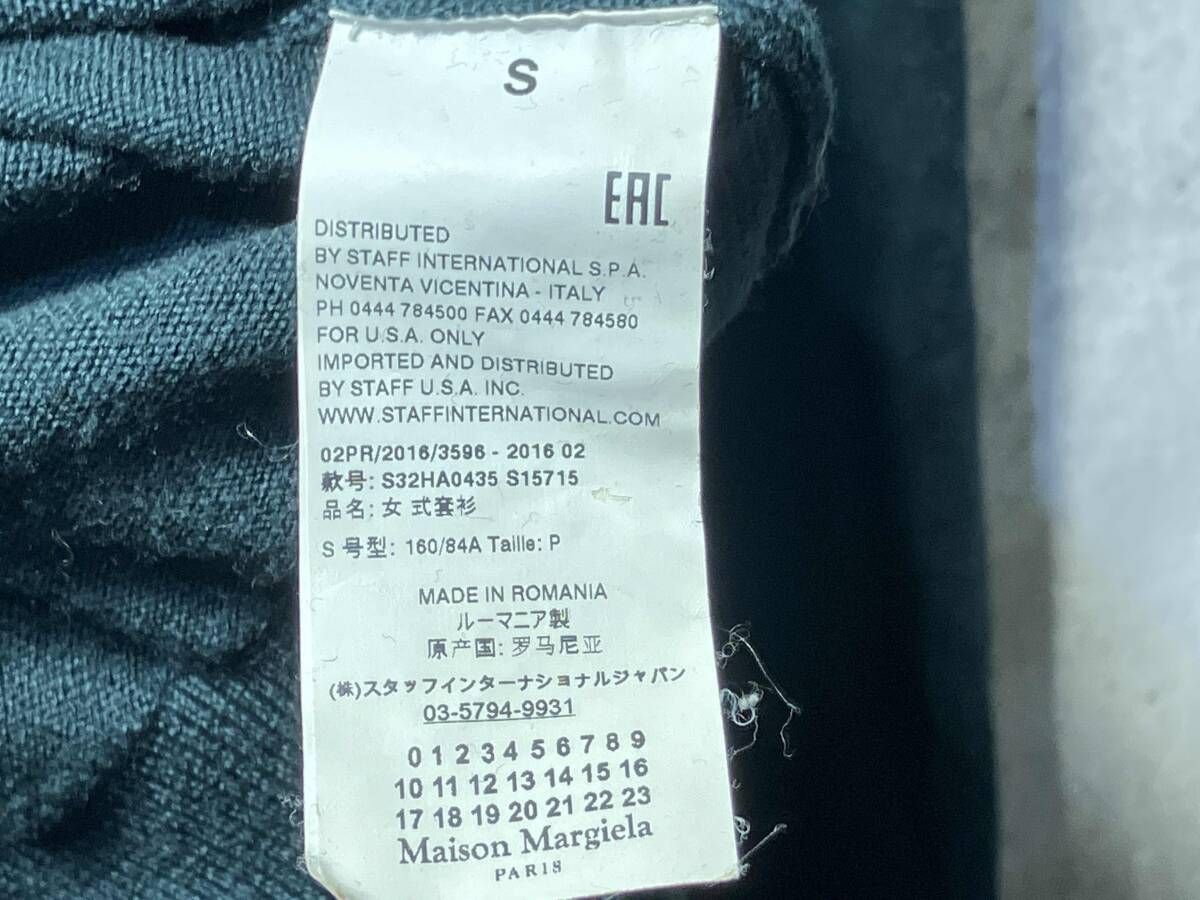 S
EAC
DISTRIBUTED
BY STAFF INTERNATIONAL S.P.A.
NOVENTA VICENTINA - ITALY
PH 0444 784500 FAX 0444 784580
FOR U.S.A. ONLY
IMPORTED AND DISTRIBUTED
BY STAFF U.S.A. INC.
WWW.STAFFINTERNATIONAL.COM
02PR/2016/3596 - 2016 02
款号: S32HA0435 S15715
品名: 女 式套衫
S 号型: 160/84A Taille: P
MADE IN ROMANIA
ルーマニア製
原产国: 罗马尼亚
(株)スタッフインターナショナルジャパン
03-5794-9931
0 1 2 3 4 5 6 7 8 9
10 11 12 13 14 15 16
17 18 19 20 21 22 23
Maison Margiela
PARIS